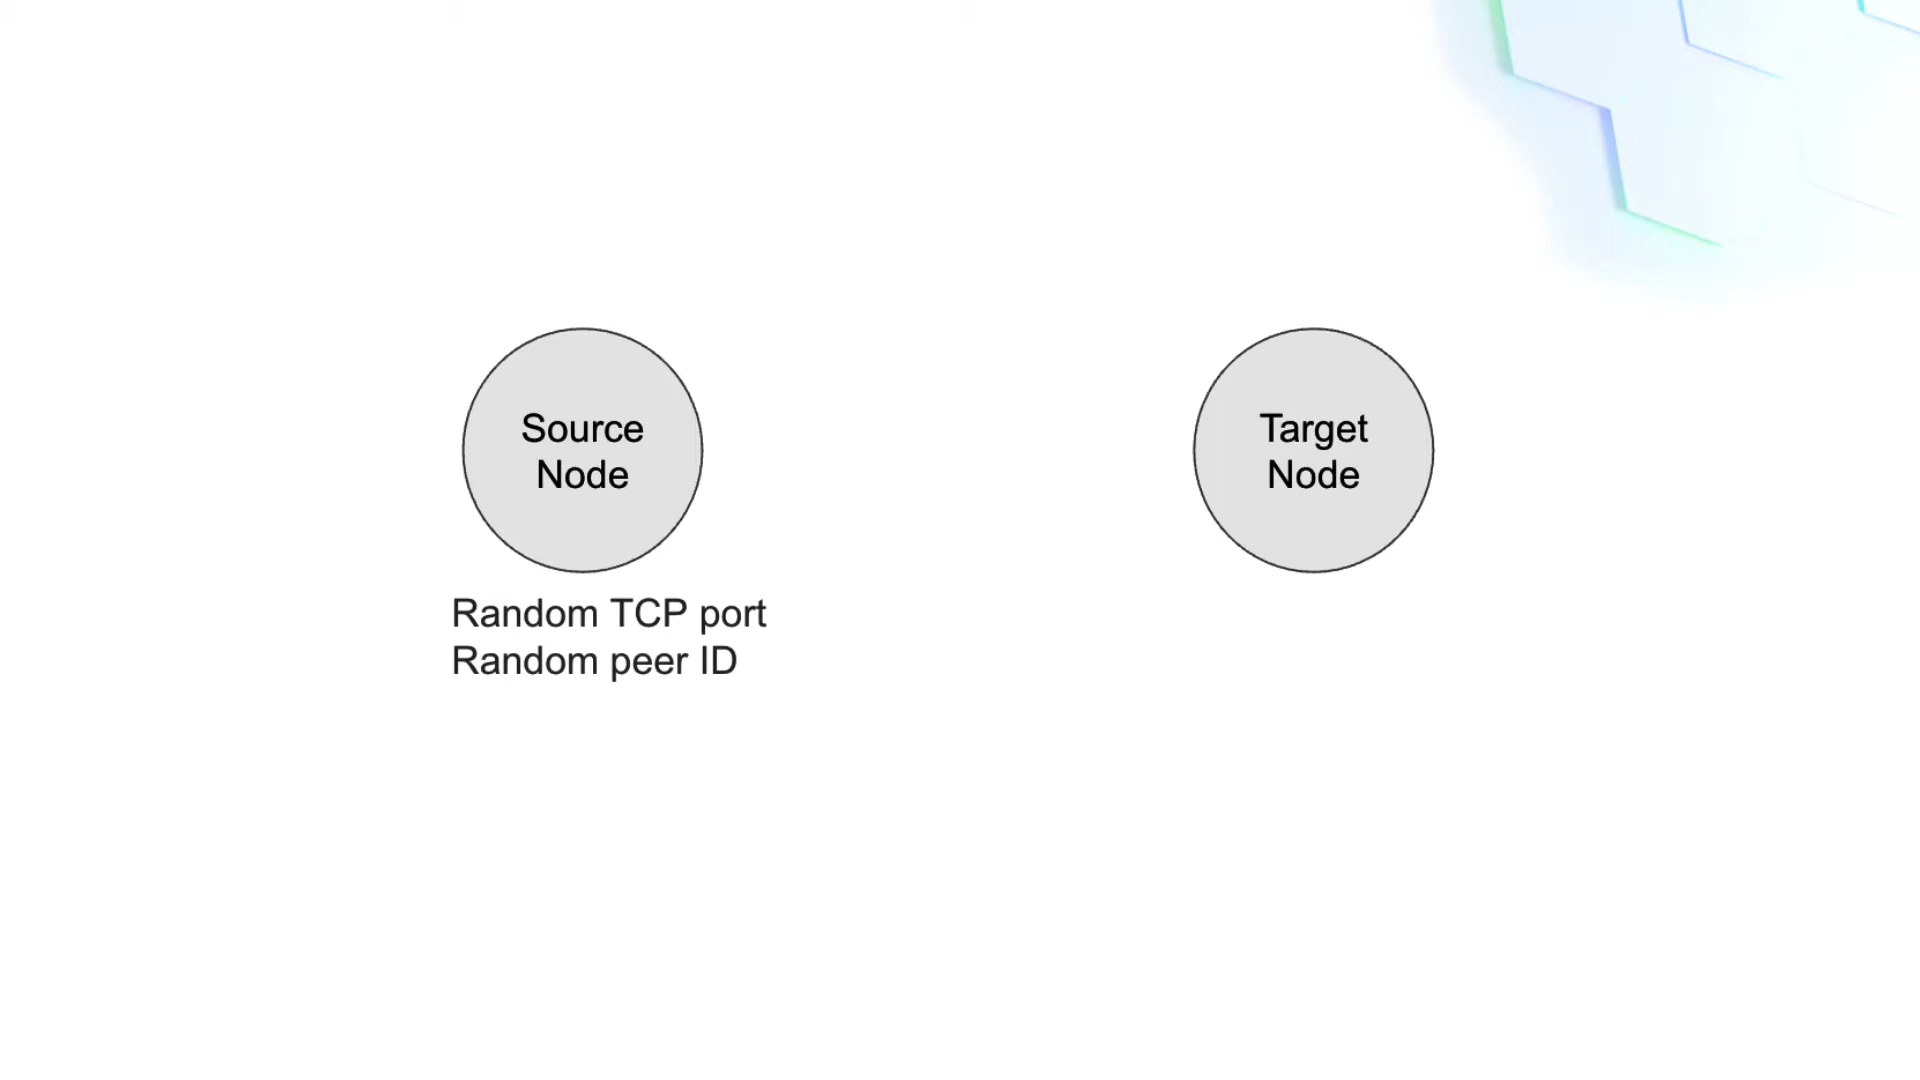 Source
Node
Target
Node
Random TCP port
Random peer ID